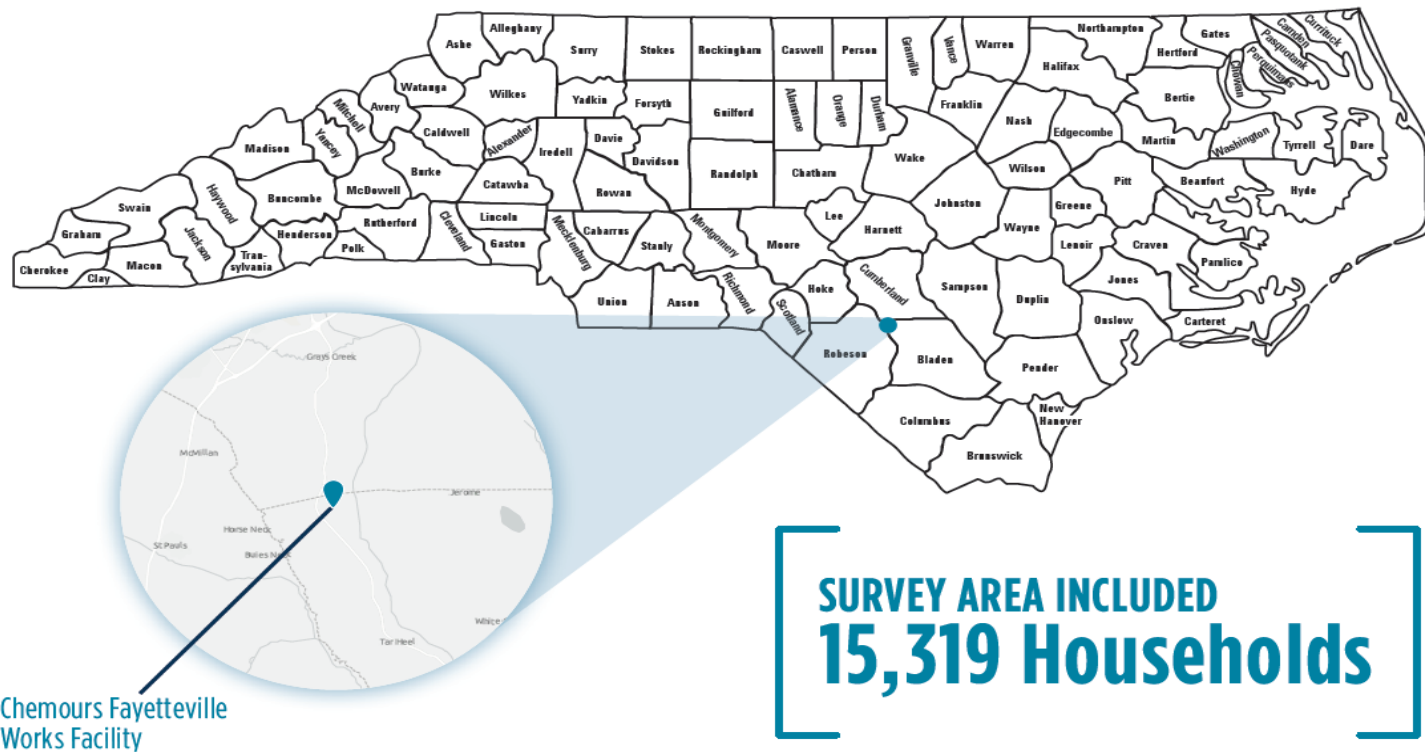 Ashe
Alleghany
Surry
Stokes
Rockingham
Caswell
Person
Granville
Vance
Warren
Northampton
Gates
Hertford
Camden
Currituck
Pasquotank
Perquimans
Chowan
Halifax
Bertie
Watauga
Wilkes
Yadkin
Forsyth
Guilford
Alamance
Orange
Durham
Franklin
Nash
Edgecombe
Martin
Washington
Tyrrell
Dare
Mitchell
Avery
Caldwell
Alexander
Iredell
Davie
Davidson
Randolph
Chatham
Wake
Wilson
Pitt
Beaufort
Hyde
Madison
Yancey
Burke
Catawba
Rowan
Johnston
Greene
Haywood
Buncombe
McDowell
Swain
Rutherford
Cleveland
Lincoln
Gaston
Mecklenburg
Cabarrus
Stanly
Montgomery
Moore
Lee
Harnett
Wayne
Lenoir
Craven
Pamlico
Graham
Jackson
Henderson
Polk
Tran-
sylvania
Cherokee
Clay
Macon
Union
Anson
Richmond
Scotland
Hoke
Cumberland
Sampson
Duplin
Jones
Onslow
Carteret
Robeson
Bladen
Pender
Columbus
New
Hanover
Brunswick
Grays Creek
McMillan
Jerome
Horse Neck
St Pauls
Tar Heel
Chemours Fayetteville
Works Facility
SURVEY AREA INCLUDED
15,319 Households